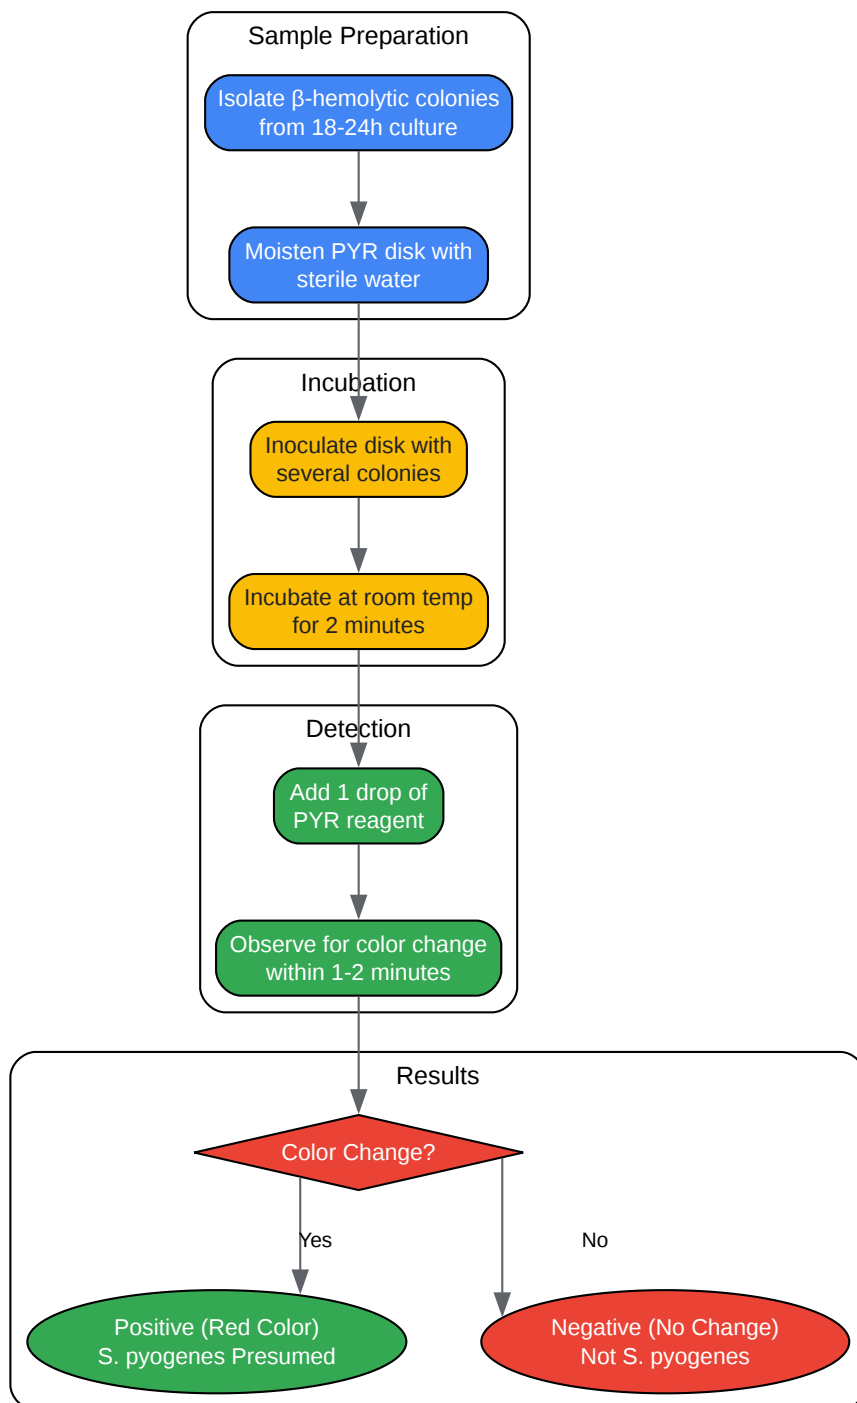 Sample Preparation
Isolate β-hemolytic colonies
from 18-24h culture
Moisten PYR disk with
sterile water
Incubation
Inoculate disk with
several colonies
Incubate at room temp
for 2 minutes
Detection
Add 1 drop of
PYR reagent
Observe for color change
within 1-2 minutes
Results
Color Change?
Yes
No
Positive (Red Color)
S. pyogenes Presumed
Negative (No Change)
Not S. pyogenes